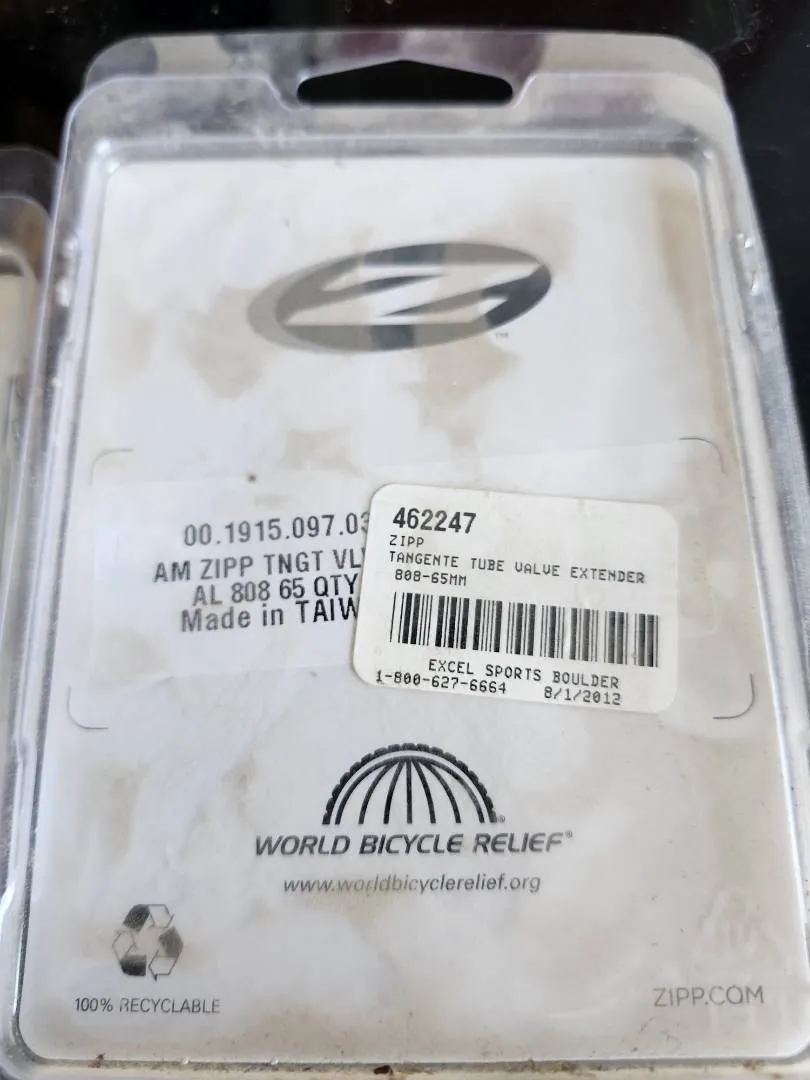 ™
00.1915.097.03
AM ZIPP TNGT VL
AL 808 65 QTY
Made in TAIW
462247
ZIPP
TANGENTE TUBE VALVE EXTENDER
808-65MM
EXCEL SPORTS BOULDER
1-800-627-6664 8/1/2012
WORLD BICYCLE RELIEF®
www.worldbicyclerelief.org
100% RECYCLABLE
ZIPP.COM